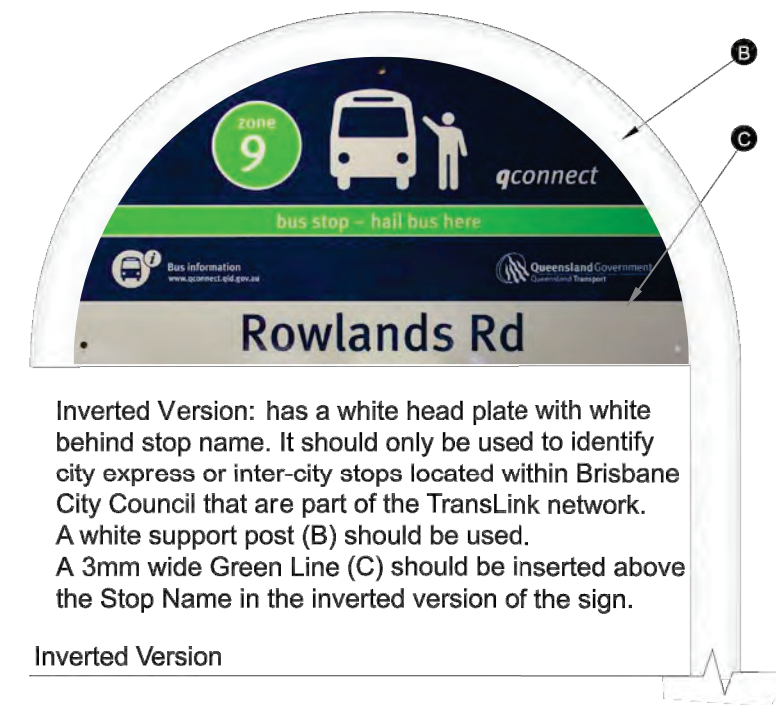 B
C
zone
9
qconnect
bus stop – hail bus here
i
Bus information
www.qconnect.qld.gov.au
Queensland Government
Queensland Transport
Rowlands Rd
Inverted Version: has a white head plate with white
behind stop name. It should only be used to identify
city express or inter-city stops located within Brisbane
City Council that are part of the TransLink network.
A white support post (B) should be used.
A 3mm wide Green Line (C) should be inserted above
the Stop Name in the inverted version of the sign.
Inverted Version